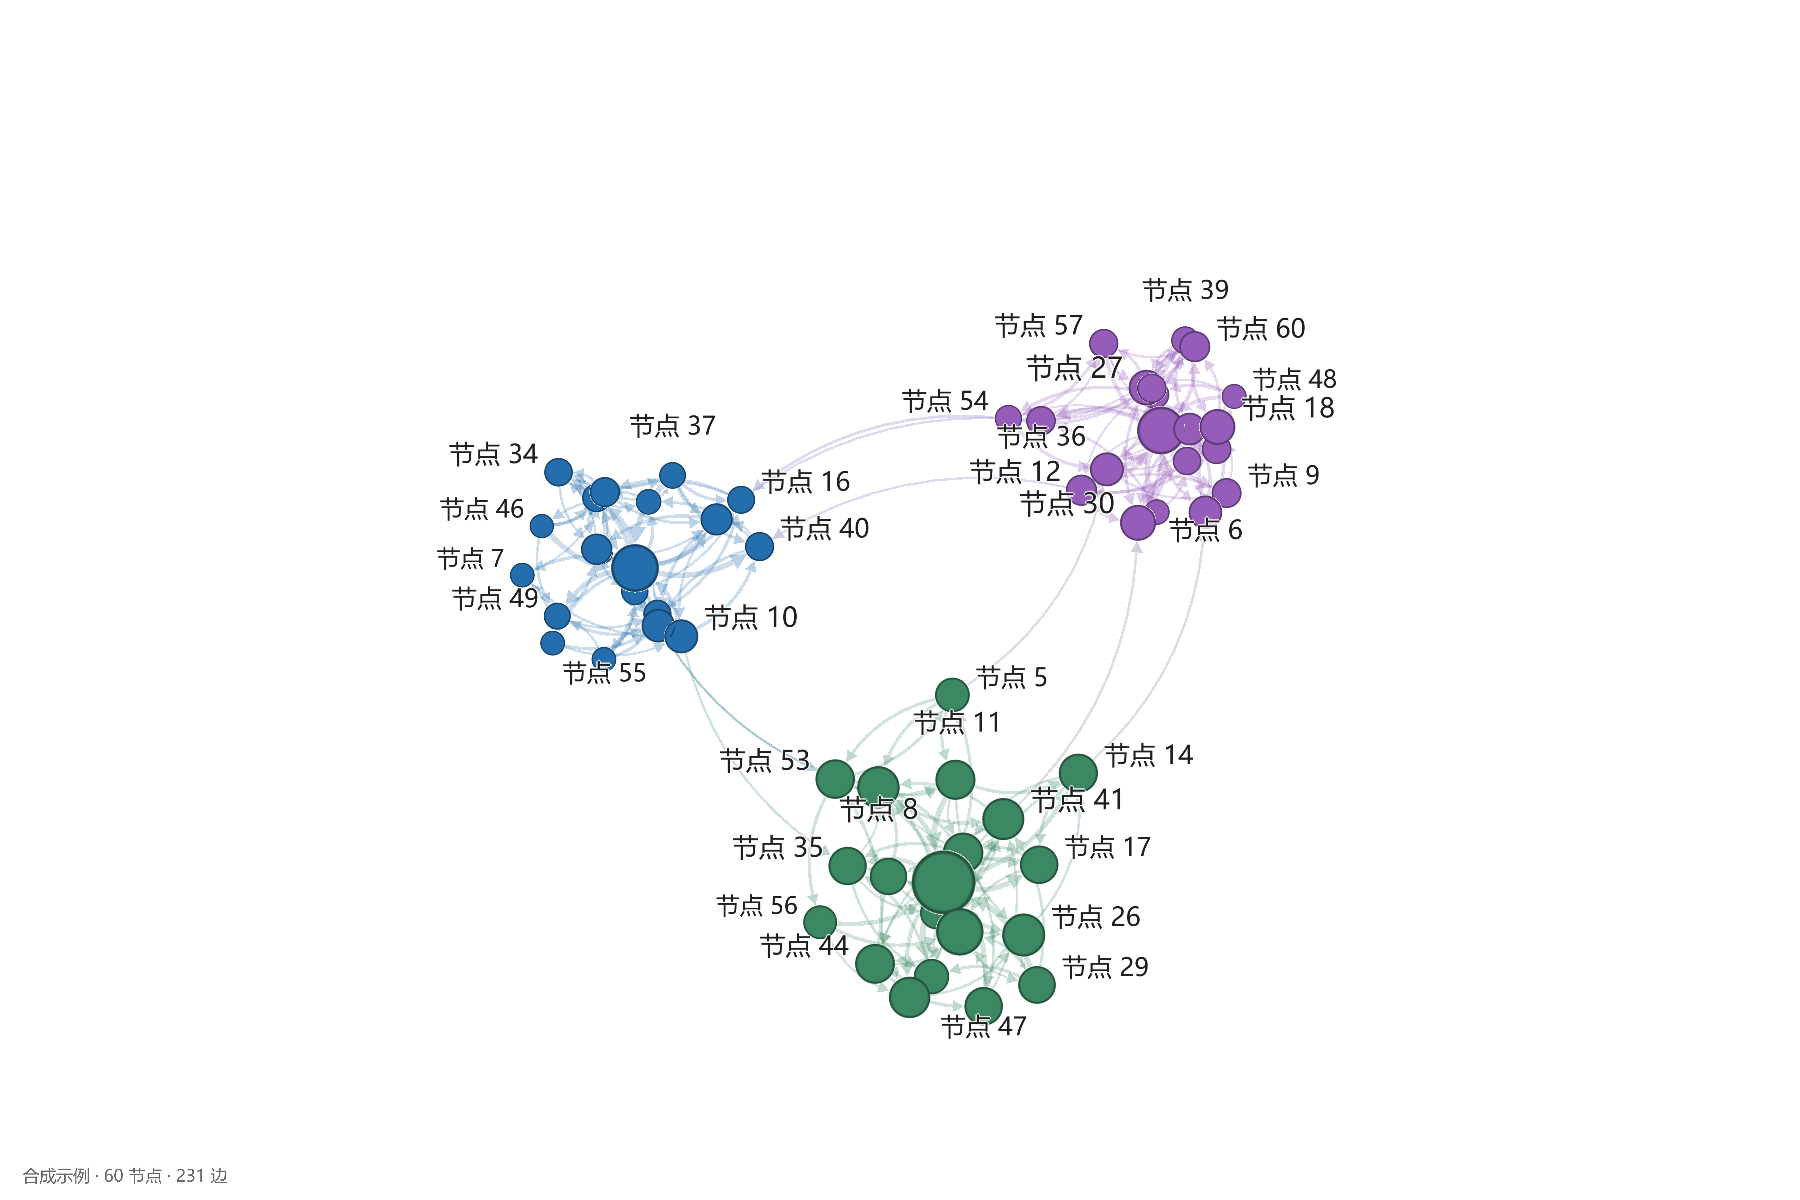 节点 39
节点 57
节点 60
节点 27
节点 48
节点 54
节点 18
节点 37
节点 36
节点 34
节点 12
节点 9
节点 16
节点 30
节点 46
节点 40
节点 6
节点 7
节点 49
节点 10
节点 55
节点 5
节点 11
节点 53
节点 14
节点 41
节点 8
节点 35
节点 17
节点 56
节点 26
节点 44
节点 29
节点 47
合成示例 · 60 节点 · 231 边